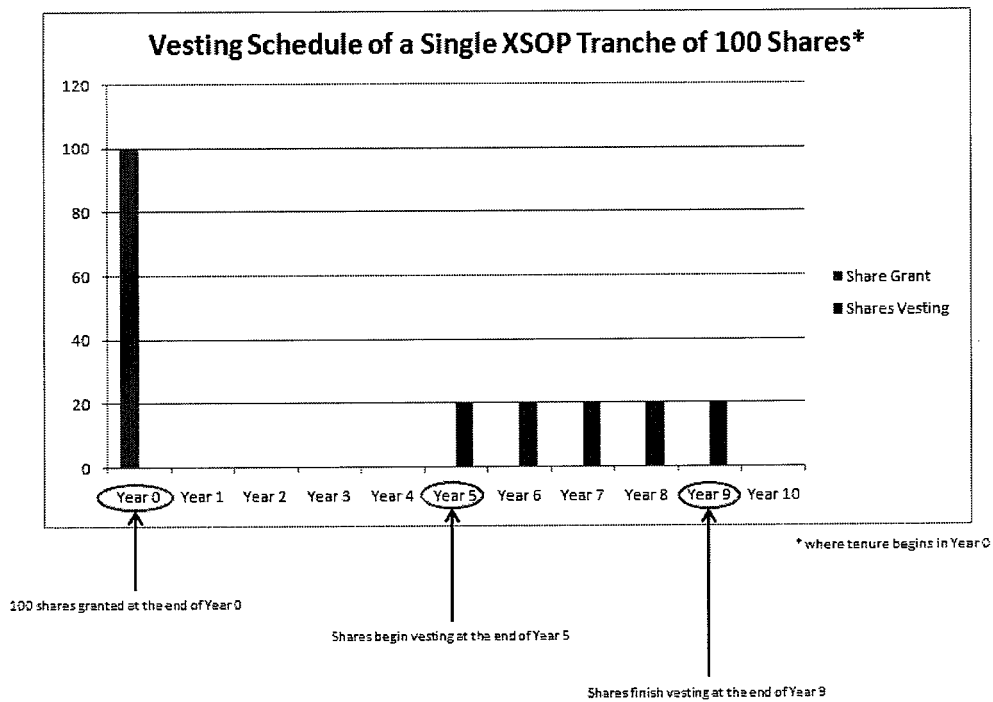 Vesting Schedule of a Single XSOP Tranche of 100 Shares*
120
100
80
60
40
20
0
Share Grant
Shares Vesting
Year 0 Year 1 Year 2 Year 3 Year 4 Year 5 Year 6 Year 7 Year 8 Year 9 Year 10
* where tenure begins in Year 0
100 shares granted at the end of Year 0
Shares begin vesting at the end of Year 5
Shares finish vesting at the end of Year 9